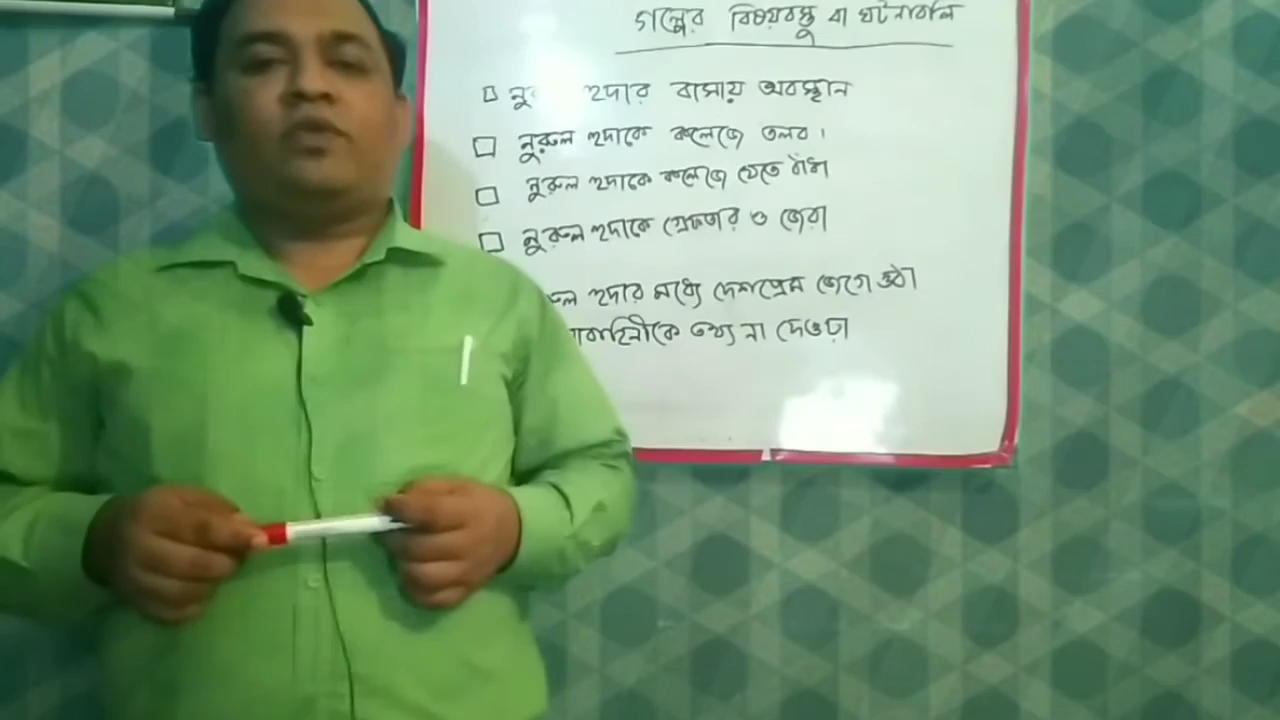 গল্পের বিষয়বস্তু বা ঘটনাবলি
হুদার বাসায় অবস্থান
নুরুল হুদাকে কলেজে তলব।
নুরুল হুদাকে কলেজে যেতে বাঁধা
নুরুল হুদাকে গ্রেফতার ও জেরা
হুদার মধ্যে দেশপ্রেম জেগে ওঠা
তথ্য না দেওয়া